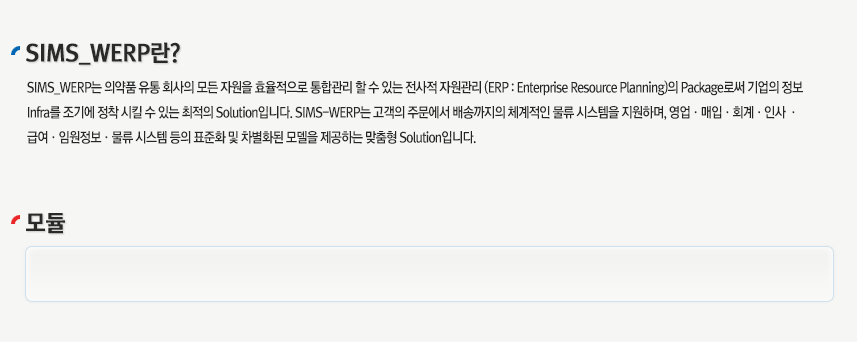 SIMS_WERP란?
SIMS_WERP는 의약품 유통 회사의 모든 자원을 효율적으로 통합관리 할 수 있는 전사적 자원관리 (ERP : Enterprise Resource Planning)의 Package로써 기업의 정보
Infra를 조기에 정착 시킬 수 있는 최적의 Solution입니다. SIMS-WERP는 고객의 주문에서 배송까지의 체계적인 물류 시스템을 지원하며, 영업 · 매입 · 회계 · 인사 ·
급여 · 임원정보 · 물류 시스템 등의 표준화 및 차별화된 모델을 제공하는 맞춤형 Solution입니다.
모듈